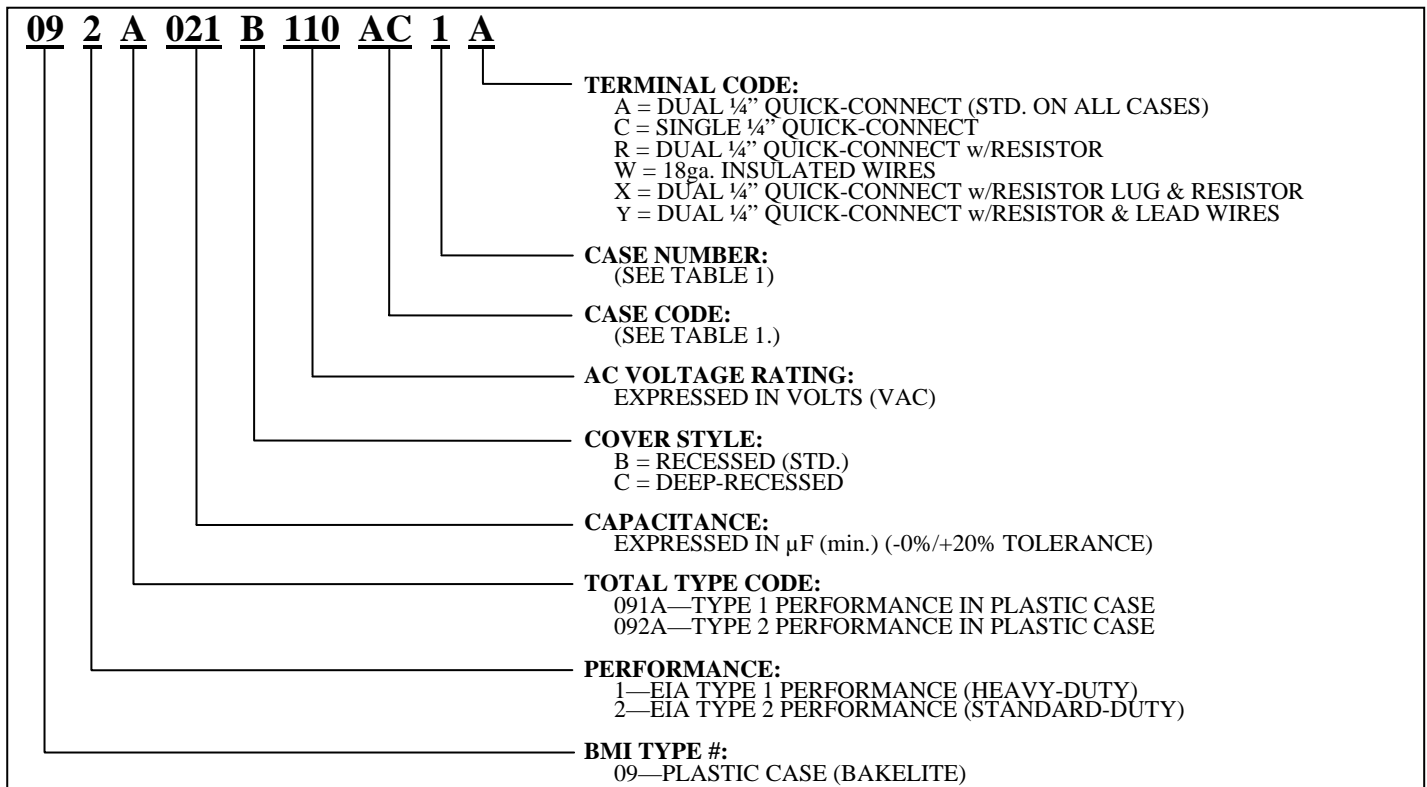 09 2 A 021 B 110 AC 1 A
TERMINAL CODE:
A = DUAL ¼” QUICK-CONNECT (STD. ON ALL CASES)
C = SINGLE ¼” QUICK-CONNECT
R = DUAL ¼” QUICK-CONNECT w/RESISTOR
W = 18ga. INSULATED WIRES
X = DUAL ¼” QUICK-CONNECT w/RESISTOR LUG & RESISTOR
Y = DUAL ¼” QUICK-CONNECT w/RESISTOR & LEAD WIRES
CASE NUMBER:
(SEE TABLE 1)
CASE CODE:
(SEE TABLE 1.)
AC VOLTAGE RATING:
EXPRESSED IN VOLTS (VAC)
COVER STYLE:
B = RECESSED (STD.)
C = DEEP-RECESSED
CAPACITANCE:
EXPRESSED IN µF (min.) (-0%/+20% TOLERANCE)
TOTAL TYPE CODE:
091A—TYPE 1 PERFORMANCE IN PLASTIC CASE
092A—TYPE 2 PERFORMANCE IN PLASTIC CASE
PERFORMANCE:
1—EIA TYPE 1 PERFORMANCE (HEAVY-DUTY)
2—EIA TYPE 2 PERFORMANCE (STANDARD-DUTY)
BMI TYPE #:
09—PLASTIC CASE (BAKELITE)